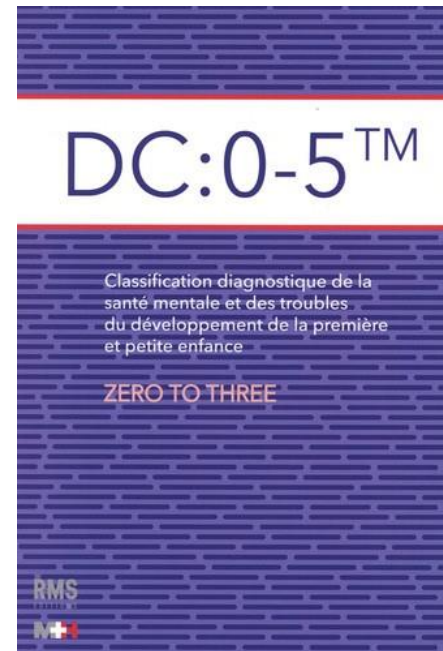 DC:0-5™
Classification diagnostique de la
santé mentale et des troubles
du développement de la première
et petite enfance
ZERO TO THREE
RMS
EDITIONS
M+H